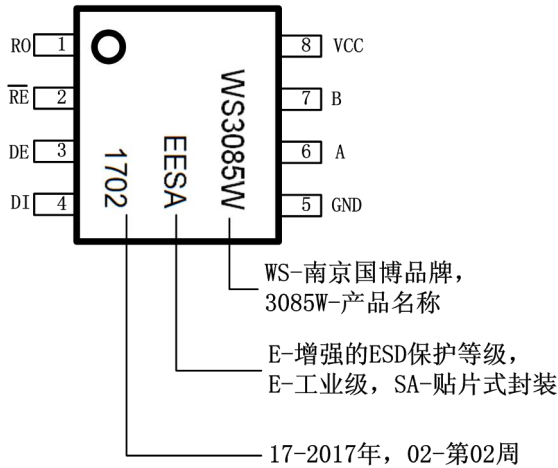 RO 1
RE 2
DE 3
DI 4
8 VCC
7 B
6 A
5 GND
WS3085W
EESA
1702
WS-南京国博品牌，
3085W-产品名称
E-增强的ESD保护等级，
E-工业级，SA-贴片式封装
17-2017年，02-第02周